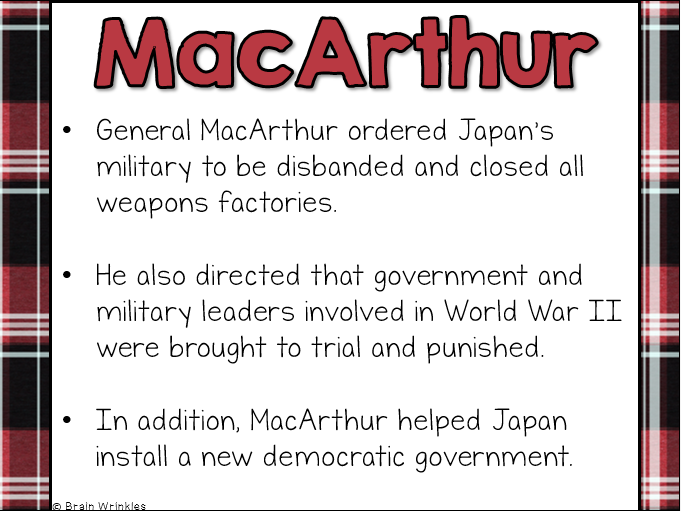 MacArthur
• General MacArthur ordered Japan's
military to be disbanded and closed all
weapons factories.
• He also directed that government and
military leaders involved in World War II
were brought to trial and punished.
• In addition, MacArthur helped Japan
install a new democratic government.
© Brain Wrinkles